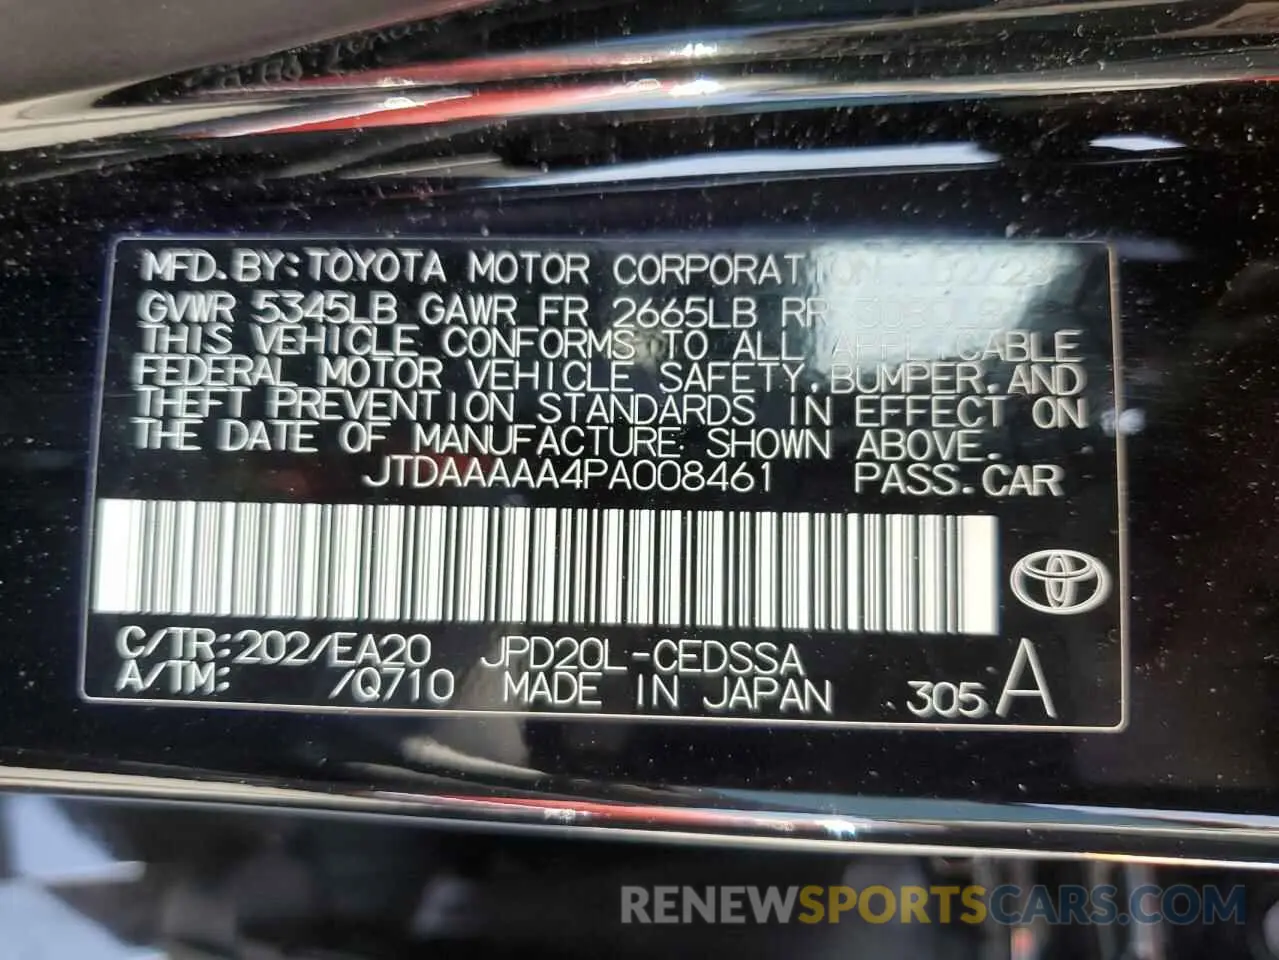 MFD. BY: TOYOTA MOTOR CORPORATION 02/23
GVWR 5345LB GAWR FR 2665LB RR
THIS VEHICLE CONFORMS TO ALL APPLICABLE
FEDERAL MOTOR VEHICLE SAFETY, BUMPER, AND
THEFT PREVENTION STANDARDS IN EFFECT ON
THE DATE OF MANUFACTURE SHOWN ABOVE.
JTDAAAAA4PA008461 PASS. CAR
C/TR: 202/EA20 JPD20L-CEDSSA
A/TM: /Q710 MADE IN JAPAN 305 A
RENEWSPORTSCARS.COM